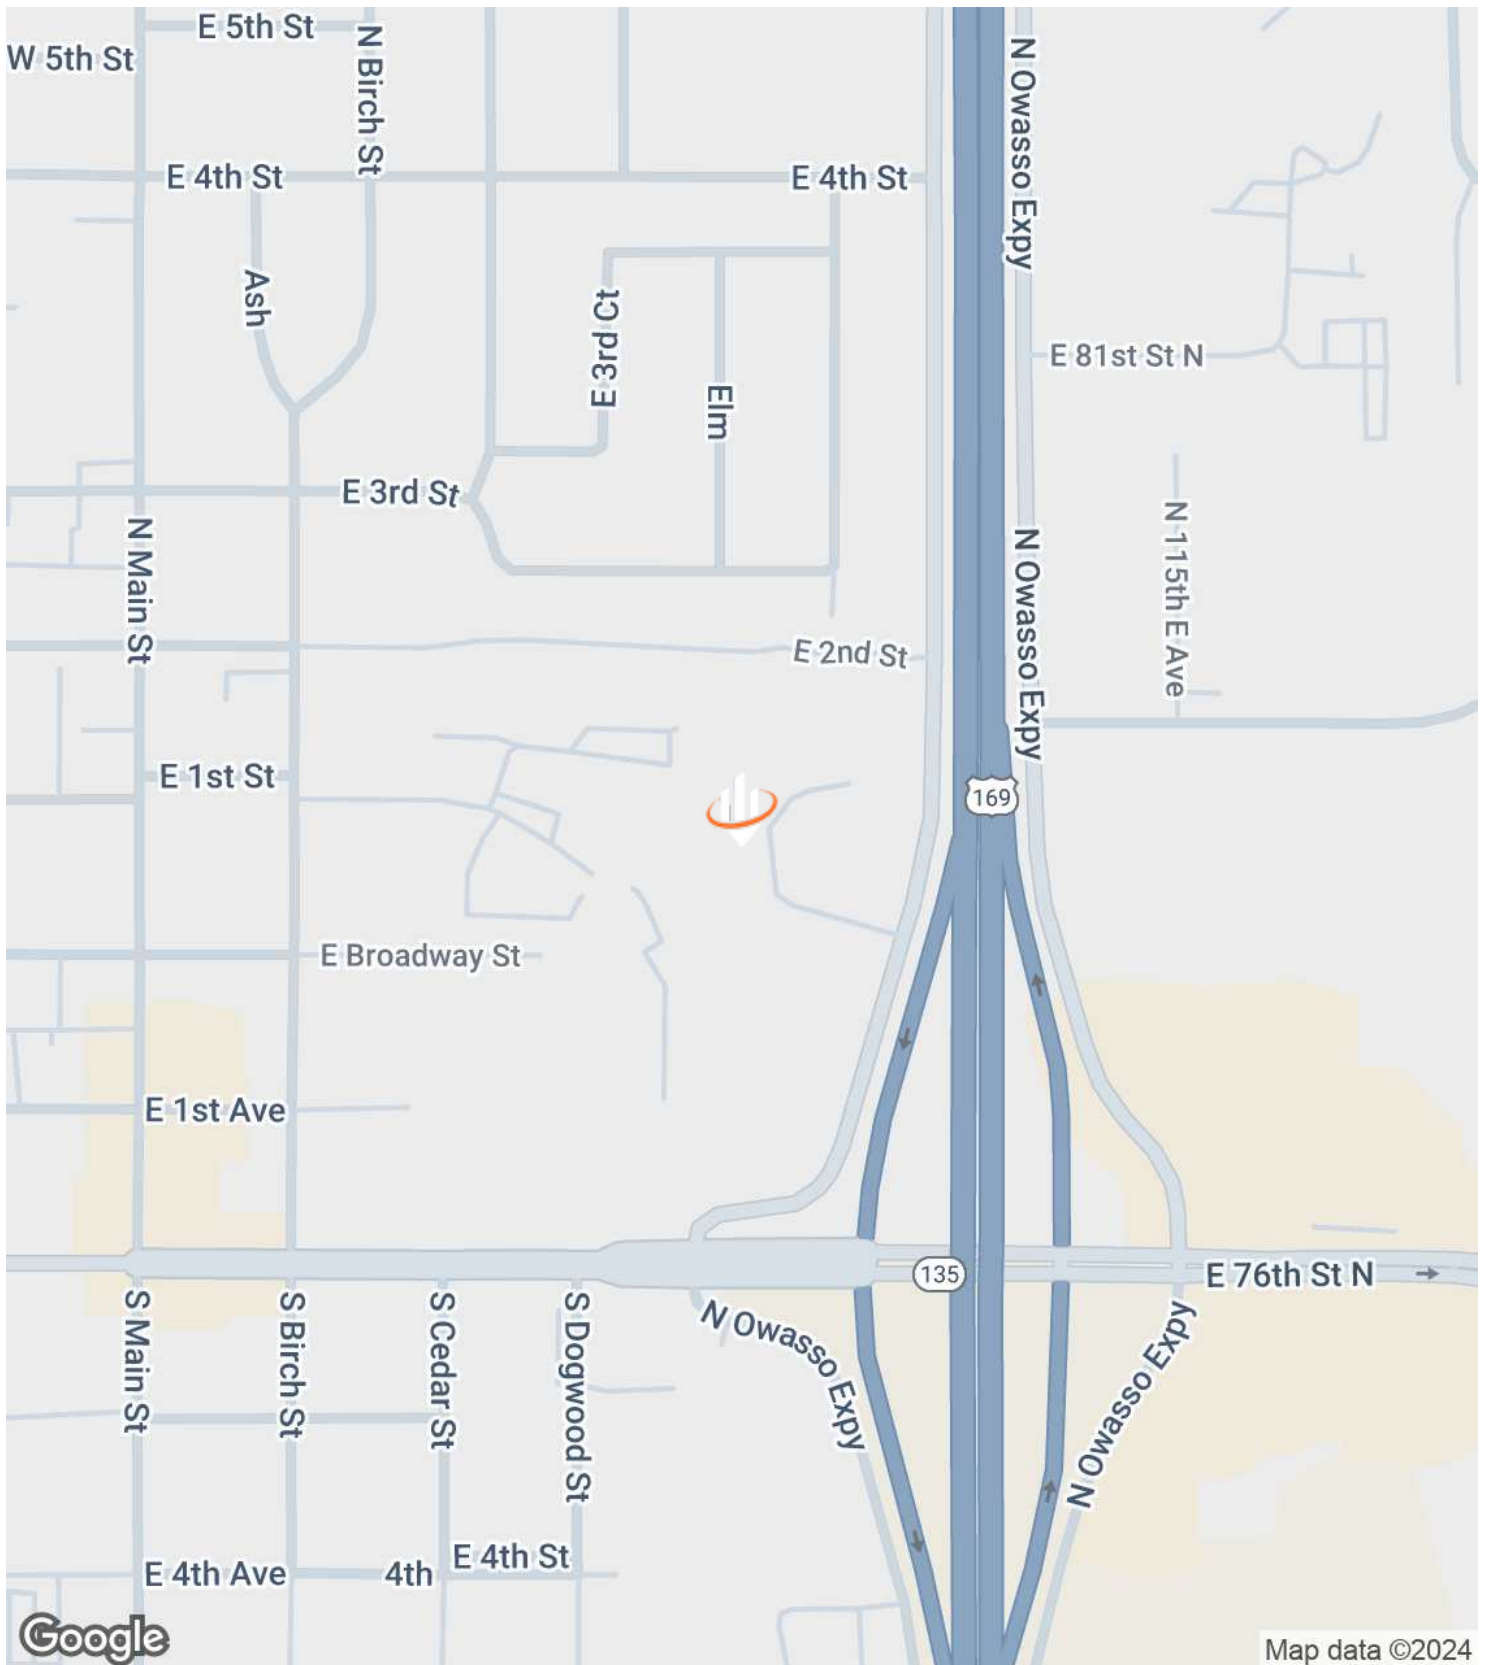 E 5th St
W 5th St
N Birch St
N Owasso Expy
E 4th St
E 4th St
Ash
E 3rd Ct
E 81st St N
Elm
E 3rd St
N Main St
N Owasso Expy
N 115th E Ave
E 2nd St
E 1st St
169
E Broadway St
E 1st Ave
135
E 76th St N
S Main St
S Birch St
S Cedar St
S Dogwood St
N Owasso Expy
N Owasso Expy
E 4th Ave
4th
E 4th St
Google
Map data ©2024